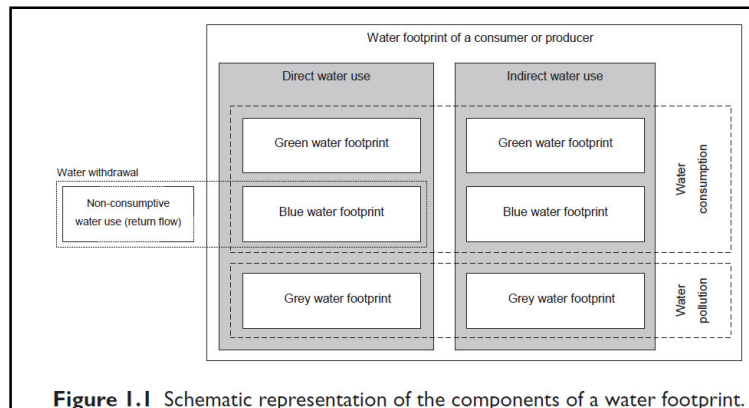 Water footprint of a consumer or producer
Direct water use
Indirect water use
Green water footprint
Green water footprint
Water withdrawal
Non-consumptive
water use (return flow)
Blue water footprint
Blue water footprint
Water
consumption
Grey water footprint
Grey water footprint
Water
pollution
Figure 1.1 Schematic representation of the components of a water footprint.